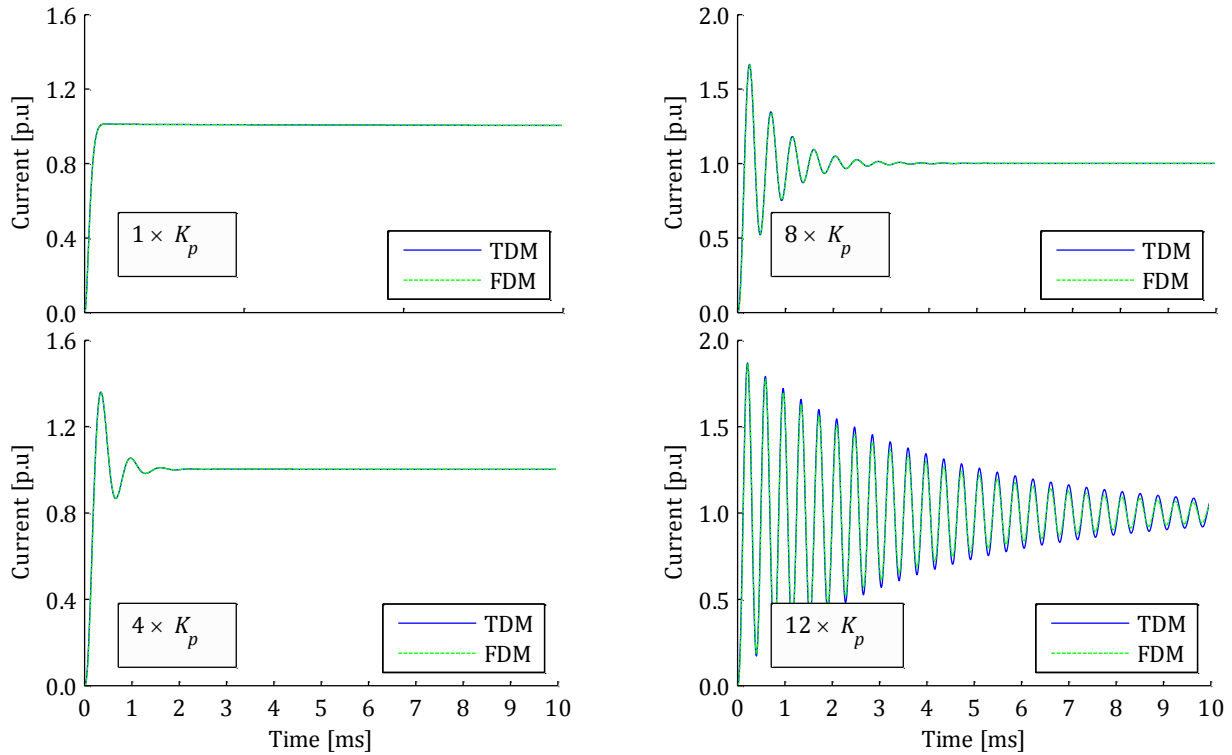 1.6
1.2
0.8
0.4
0.0
Current [p.u]
1 × Kp
TDM
FDM
2.0
1.5
1.0
0.5
0.0
Current [p.u]
8 × Kp
TDM
FDM
1.6
1.2
0.8
0.4
0.0
Current [p.u]
4 × Kp
TDM
FDM
0 1 2 3 4 5 6 7 8 9 10
Time [ms]
2.0
1.5
1.0
0.5
0.0
Current [p.u]
12 × Kp
TDM
FDM
0 1 2 3 4 5 6 7 8 9 10
Time [ms]